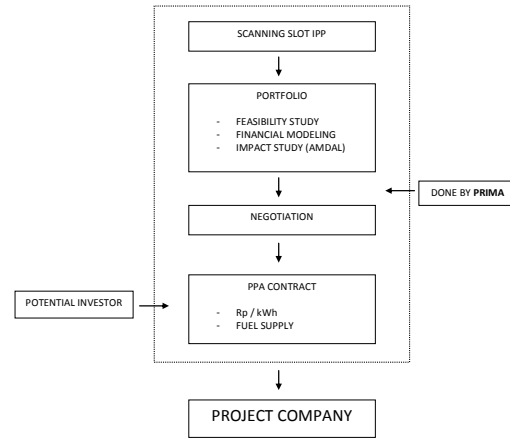 SCANNING SLOT IPP
PORTFOLIO
- FEASIBILITY STUDY
- FINANCIAL MODELING
- IMPACT STUDY (AMDAL)
DONE BY PRIMA
NEGOTIATION
POTENTIAL INVESTOR
PPA CONTRACT
- Rp / kWh
- FUEL SUPPLY
PROJECT COMPANY